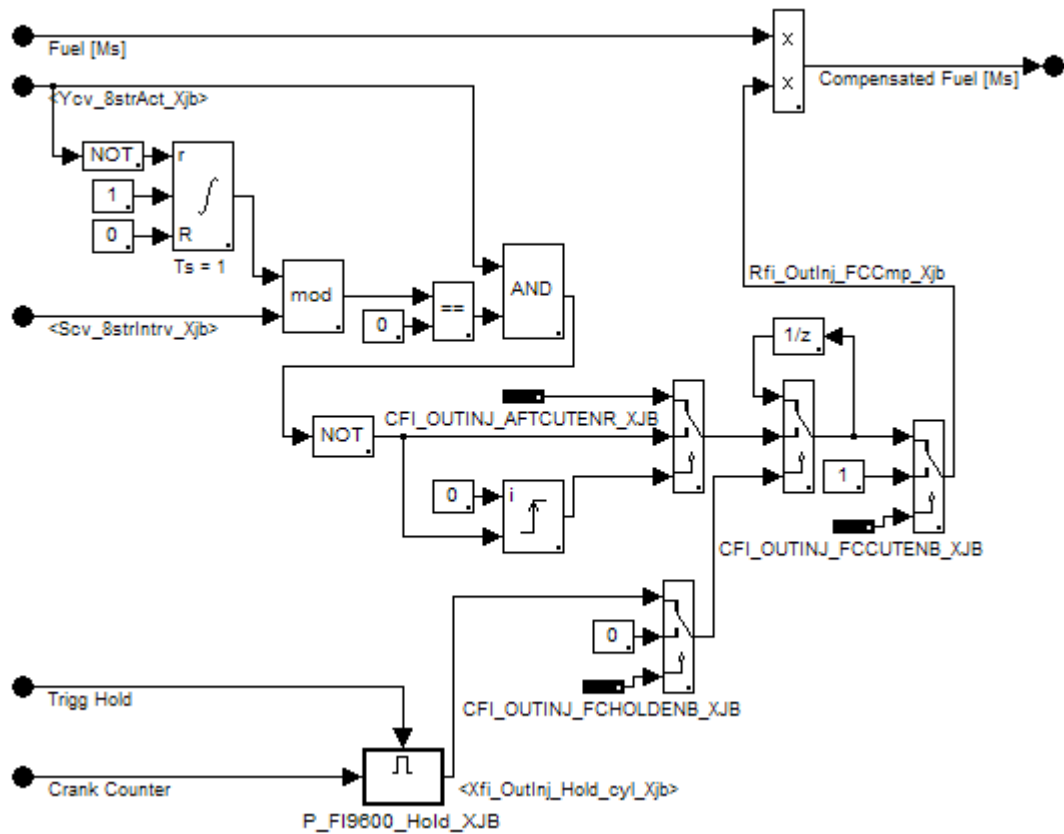 Fuel [Ms]
X
X
Compensated Fuel [Ms]
<Ycv_8strAct_Xjb>
NOT
r
1
0
R
Ts = 1
mod
<Scv_8strIntrv_Xjb>
0
==
AND
Rfi_OutInj_FCCmp_Xjb
1/z
CFI_OUTINJ_AFTCUTENR_XJB
NOT
0
i
1
CFI_OUTINJ_FCCUTENB_XJB
0
CFI_OUTINJ_FCHOLDENB_XJB
Trigg Hold
Crank Counter
<Xfi_OutInj_Hold_cyl_Xjb>
P_FI9600_Hold_XJB